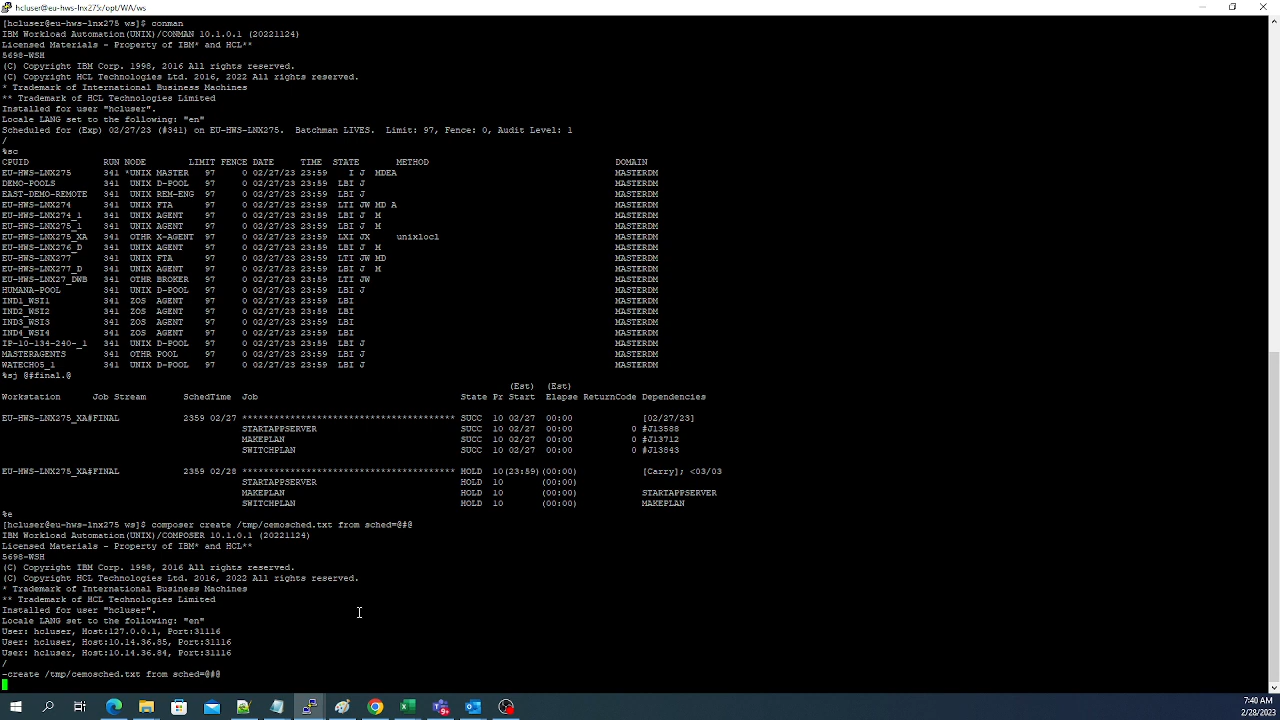 hcluser@eu-hws-lnx275:/opt/WA/ws
[hcluser@eu-hws-lnx275 ws]$ conman
IBM Workload Automation(UNIX)/CONMAN 10.1.0.1 (20221124)
Licensed Materials - Property of IBM* and HCL**
5698-WSH
(C) Copyright IBM Corp. 1998, 2016 All rights reserved.
(C) Copyright HCL Technologies Ltd. 2016, 2022 All rights reserved.
* Trademark of International Business Machines
** Trademark of HCL Technologies Limited
Installed for user "hcluser".
Locale LANG set to the following: "en"
Scheduled for (Exp) 02/27/23 (#341) on EU-HWS-LNX275.  Batchman LIVES.  Limit: 97, Fence: 0, Audit Level: 1
/
%sc
CPUID RUN NODE LIMIT FENCE DATE TIME STATE METHOD DOMAIN
EU-HWS-LNX275 341 *UNIX MASTER 97 0 02/27/23 23:59 I J MDEA MASTERDM
DEMO-POOLS 341 UNIX D-POOL 97 0 02/27/23 23:59 LBI J MASTERDM
EAST-DEMO-REMOTE 341 UNIX REM-ENG 97 0 02/27/23 23:59 LBI J MASTERDM
EU-HWS-LNX274 341 UNIX FTA 97 0 02/27/23 23:59 LTI JW MD A MASTERDM
EU-HWS-LNX274_1 341 UNIX AGENT 97 0 02/27/23 23:59 LBI J M MASTERDM
EU-HWS-LNX275_1 341 UNIX AGENT 97 0 02/27/23 23:59 LBI J M MASTERDM
EU-HWS-LNX275_XA 341 OTHR X-AGENT 97 0 02/27/23 23:59 LXI JX unixlocl MASTERDM
EU-HWS-LNX276_D 341 UNIX AGENT 97 0 02/27/23 23:59 LBI J M MASTERDM
EU-HWS-LNX277 341 UNIX FTA 97 0 02/27/23 23:59 LTI JW MD MASTERDM
EU-HWS-LNX277_D 341 UNIX AGENT 97 0 02/27/23 23:59 LBI J M MASTERDM
EU-HWS-LNX27_DWB 341 OTHR BROKER 97 0 02/27/23 23:59 LTI JW MASTERDM
HUMANA-POOL 341 UNIX D-POOL 97 0 02/27/23 23:59 LBI J MASTERDM
IND1_WSI1 341 ZOS AGENT 97 0 02/27/23 23:59 LBI MASTERDM
IND2_WSI2 341 ZOS AGENT 97 0 02/27/23 23:59 LBI MASTERDM
IND3_WSI3 341 ZOS AGENT 97 0 02/27/23 23:59 LBI MASTERDM
IND4_WSI4 341 ZOS AGENT 97 0 02/27/23 23:59 LBI MASTERDM
IP-10-134-240-_1 341 UNIX D-POOL 97 0 02/27/23 23:59 LBI J MASTERDM
MASTERAGENTS 341 OTHR POOL 97 0 02/27/23 23:59 LBI J MASTERDM
WATECH05_1 341 UNIX D-POOL 97 0 02/27/23 23:59 LBI J MASTERDM
%sj @#final.@
(Est) (Est)
Workstation Job Stream SchedTime Job State Pr Start Elapse ReturnCode Dependencies
EU-HWS-LNX275_XA#FINAL 2359 02/27 **************************************** SUCC 10 02/27 00:00 [02/27/23]
STARTAPPSERVER SUCC 10 02/27 00:00 0 #J13588
MAKEPLAN SUCC 10 02/27 00:00 0 #J13712
SWITCHPLAN SUCC 10 02/27 00:00 0 #J13843
EU-HWS-LNX275_XA#FINAL 2359 02/28 **************************************** HOLD 10(23:59)(00:00) [Carry]; <03/03
STARTAPPSERVER HOLD 10 (00:00)
MAKEPLAN HOLD 10 (00:00) STARTAPPSERVER
SWITCHPLAN HOLD 10 (00:00) MAKEPLAN
%e
[hcluser@eu-hws-lnx275 ws]$ composer create /tmp/cemosched.txt from sched=@#@
IBM Workload Automation(UNIX)/COMPOSER 10.1.0.1 (20221124)
Licensed Materials - Property of IBM* and HCL**
5698-WSH
(C) Copyright IBM Corp. 1998, 2016 All rights reserved.
(C) Copyright HCL Technologies Ltd. 2016, 2022 All rights reserved.
* Trademark of International Business Machines
** Trademark of HCL Technologies Limited
Installed for user "hcluser".
Locale LANG set to the following: "en"
User: hcluser, Host:127.0.0.1, Port:31116
User: hcluser, Host:10.14.36.85, Port:31116
User: hcluser, Host:10.14.36.84, Port:31116
/
-create /tmp/cemosched.txt from sched=@#@
7:40 AM
2/28/2023